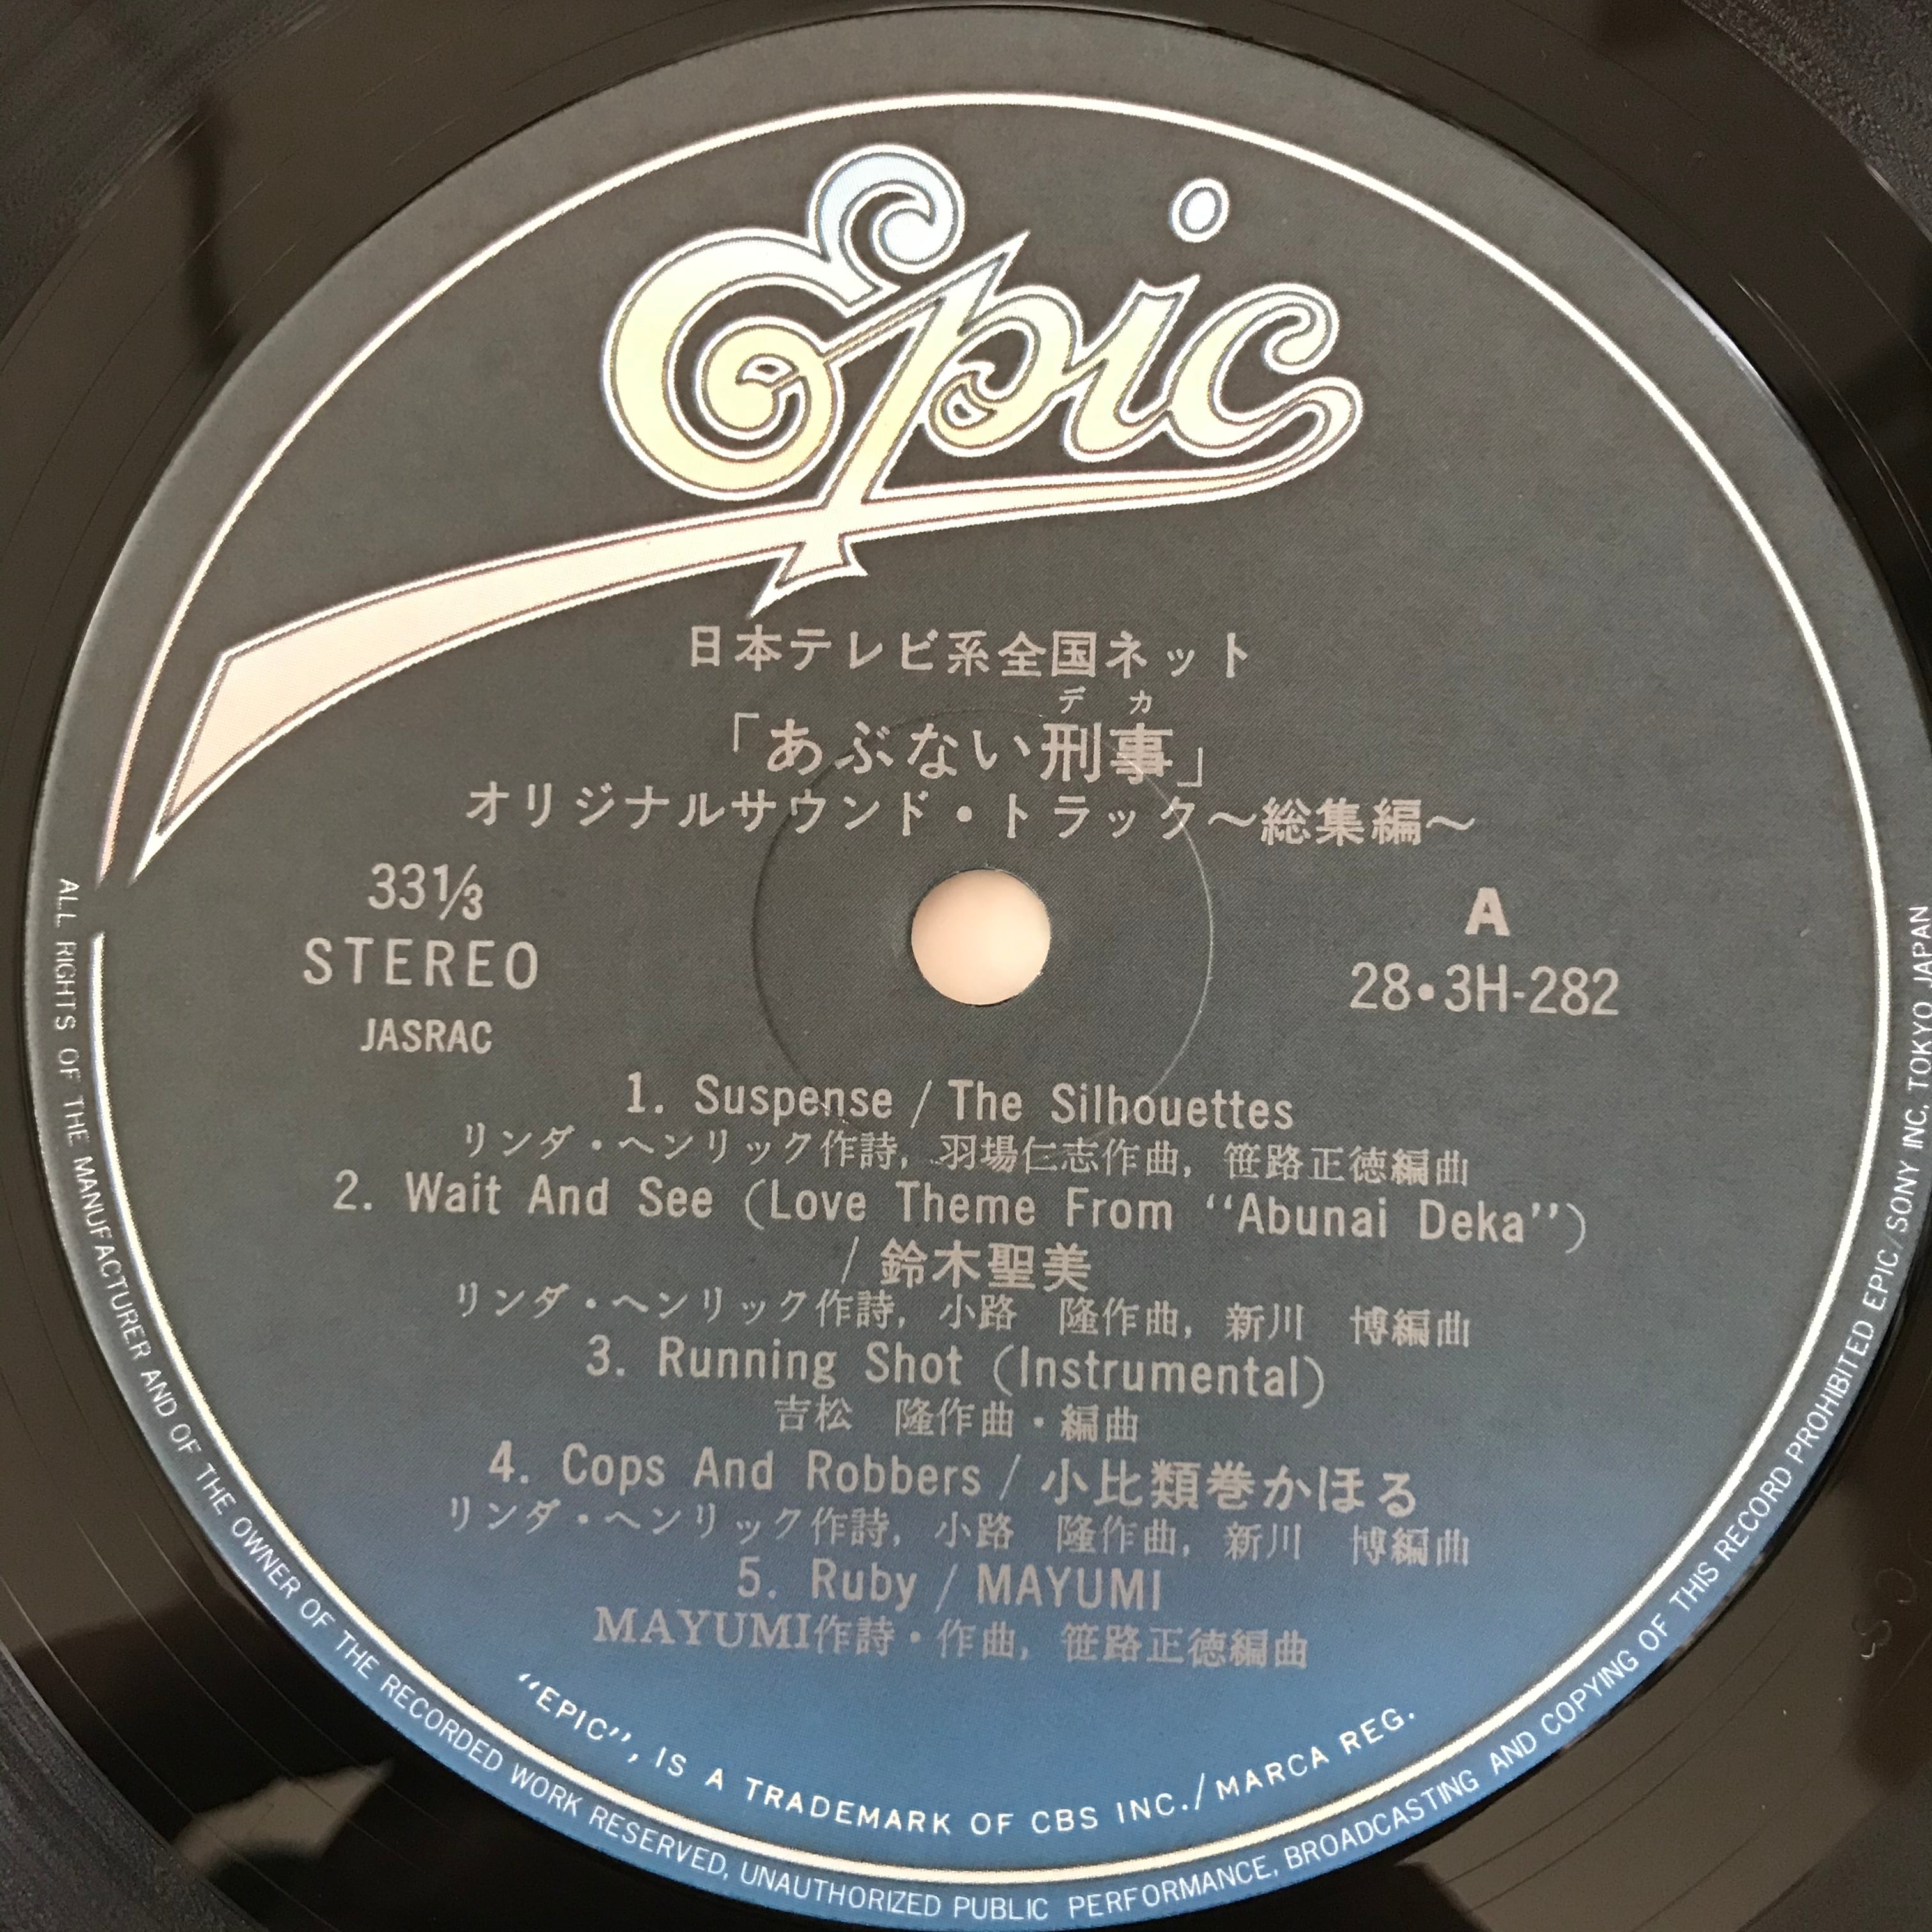 Epic
日本テレビ系全国ネット
デカ
「あぶない刑事」
オリジナルサウンド・トラック〜総集編〜
33⅓
STEREO
JASRAC
A
28・3H-282
1. Suspense / The Silhouettes
リンダ・ヘンリック作詩, 羽場仁志作曲, 笹路正徳編曲
2. Wait And See (Love Theme From “Abunai Deka”)
/ 鈴木聖美
リンダ・ヘンリック作詩, 小路　隆作曲, 新川　博編曲
3. Running Shot (Instrumental)
吉松　隆作曲・編曲
4. Cops And Robbers / 小比類巻かほる
リンダ・ヘンリック作詩, 小路　隆作曲, 新川　博編曲
5. Ruby / MAYUMI
MAYUMI作詩・作曲, 笹路正徳編曲
“EPIC”, IS A TRADEMARK OF CBS INC./MARCA REG.
ALL RIGHTS OF THE MANUFACTURER AND OF THE OWNER OF THE RECORDED WORK RESERVED, UNAUTHORIZED PUBLIC PERFORMANCE, BROADCASTING AND COPYING OF THIS RECORD PROHIBITED EPIC/SONY INC. TOKYO JAPAN